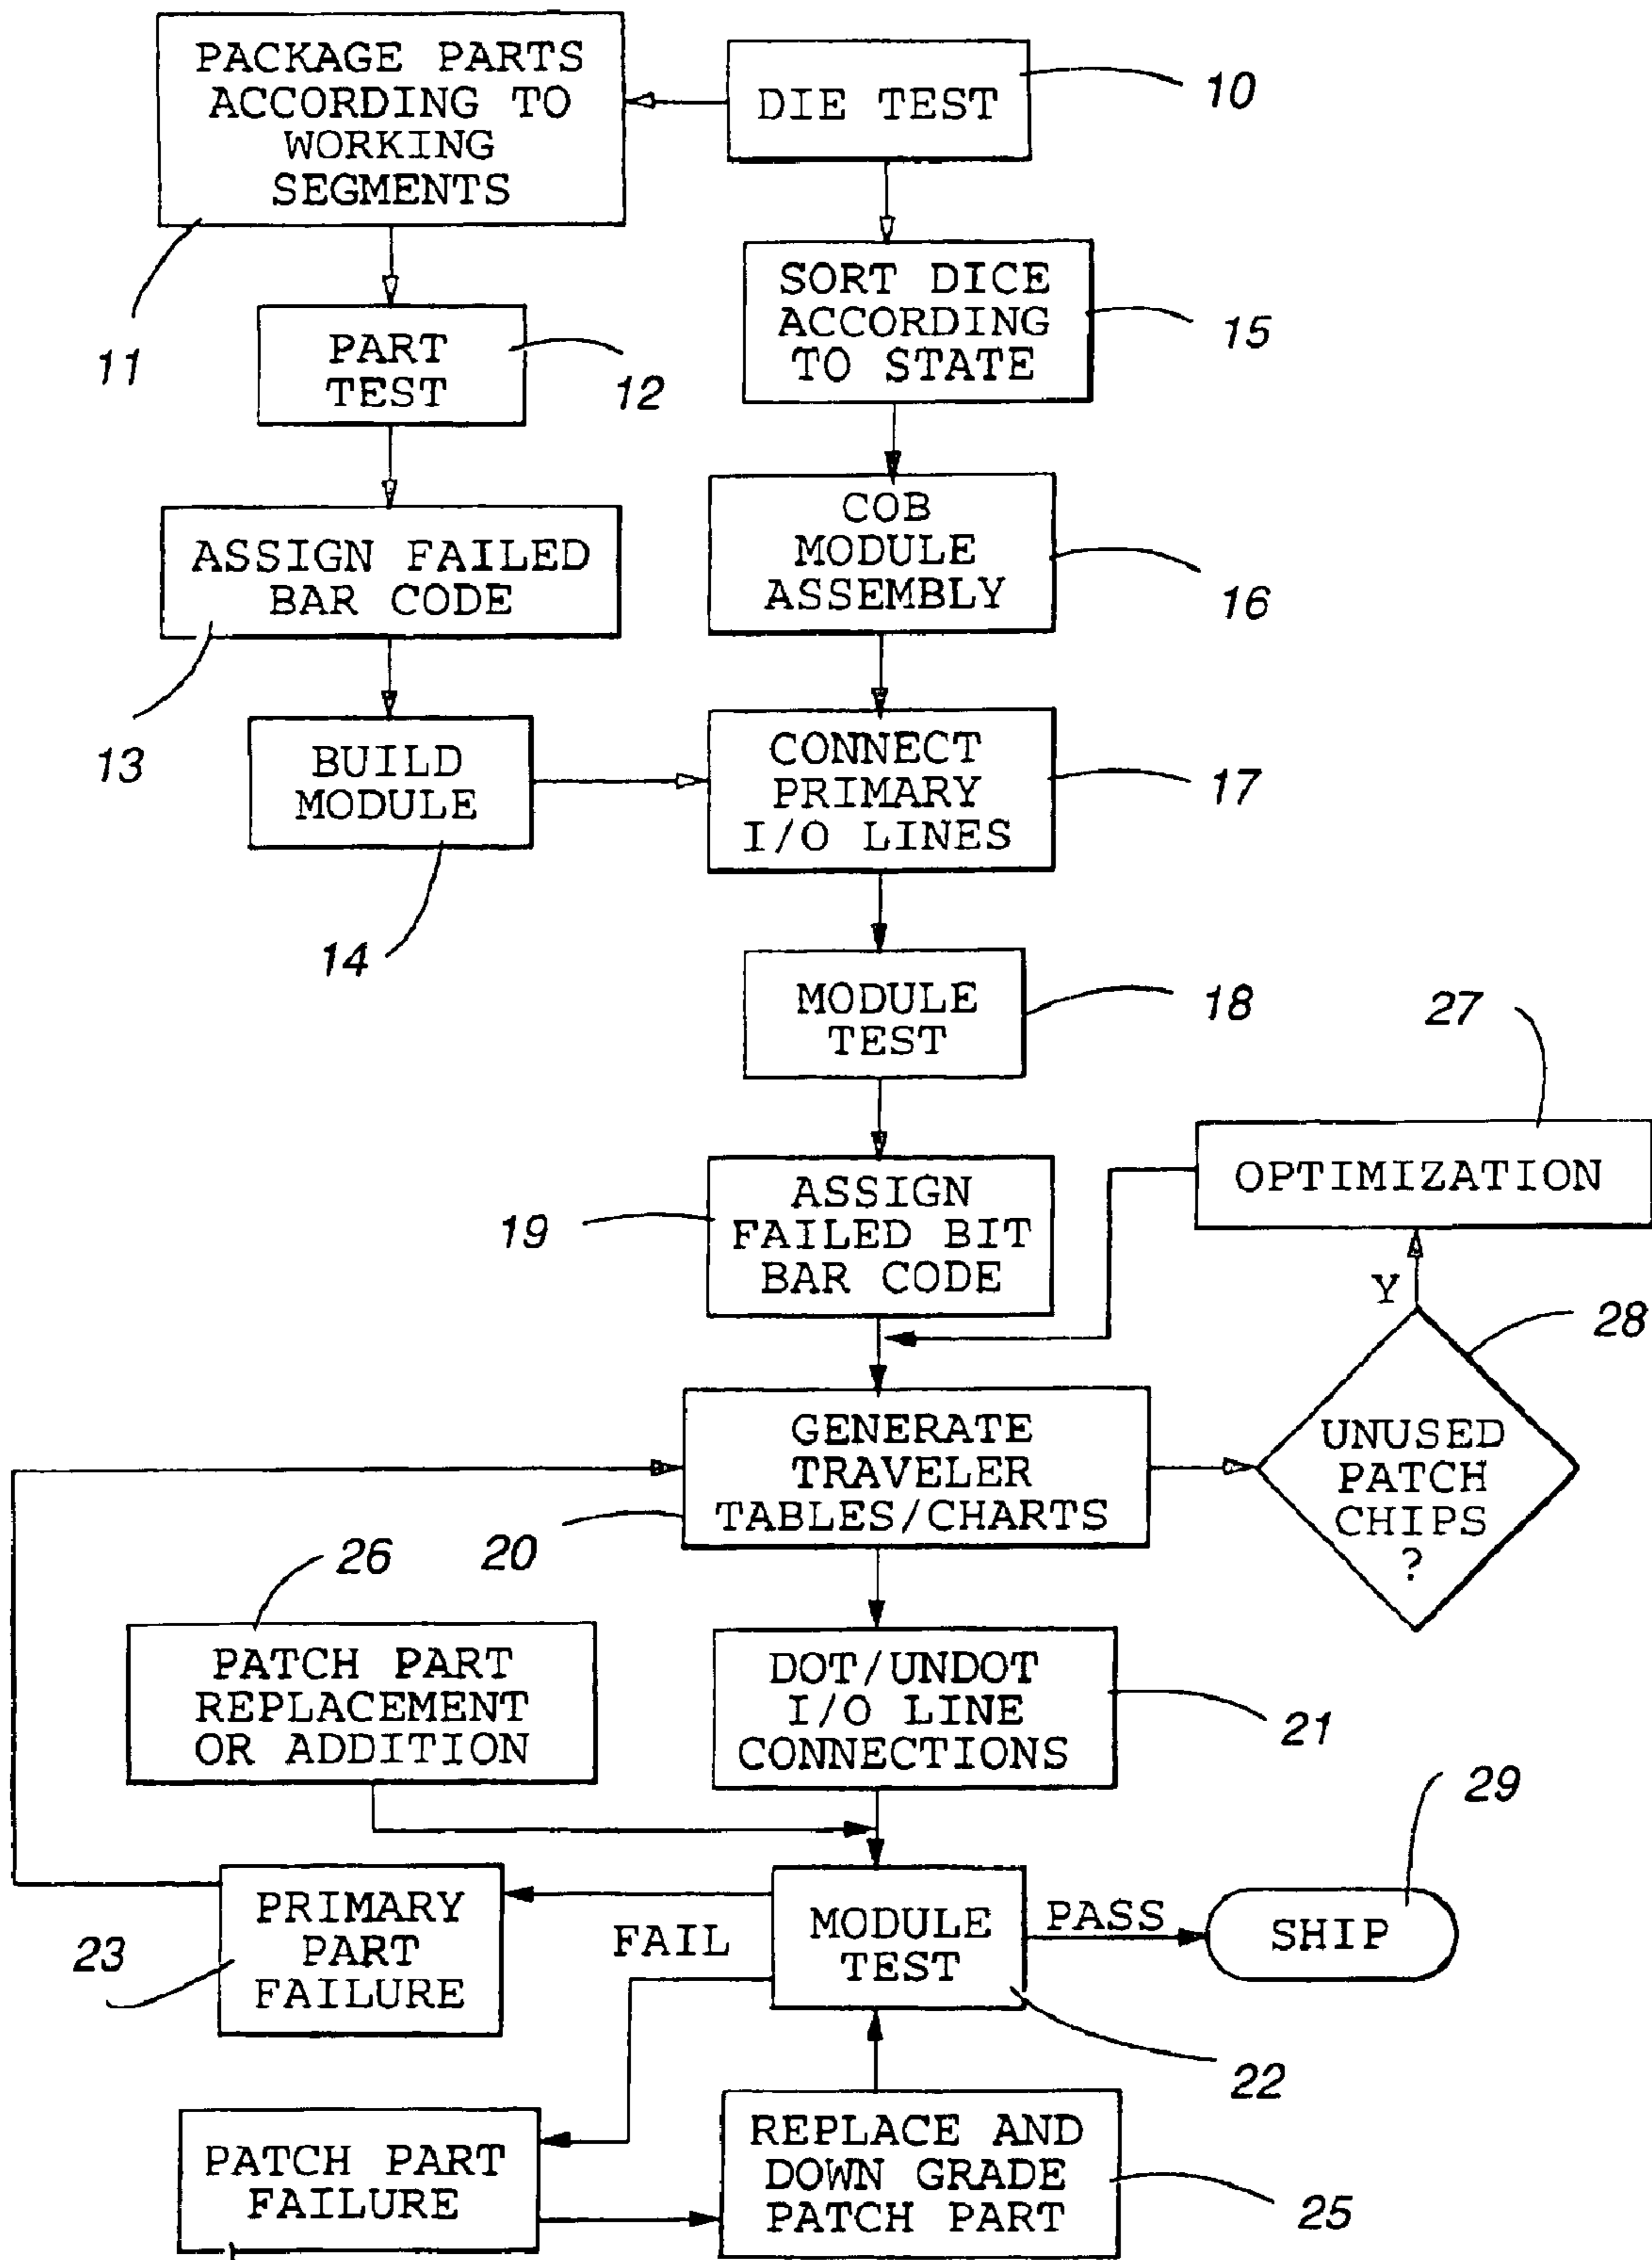 PACKAGE PARTS
ACCORDING TO
WORKING
SEGMENTS
11
DIE TEST
10
PART
TEST
12
SORT DICE
ACCORDING
TO STATE
15
ASSIGN FAILED
BAR CODE
13
COB
MODULE
ASSEMBLY
16
BUILD
MODULE
14
CONNECT
PRIMARY
I/O LINES
17
MODULE
TEST
18
27
OPTIMIZATION
ASSIGN
FAILED BIT
BAR CODE
19
Y
28
UNUSED
PATCH
CHIPS
?
GENERATE
TRAVELER
TABLES/CHARTS
20
26
PATCH PART
REPLACEMENT
OR ADDITION
DOT/UNDOT
I/O LINE
CONNECTIONS
21
29
PRIMARY
PART
FAILURE
23
FAIL
MODULE
TEST
22
PASS
SHIP
PATCH PART
FAILURE
REPLACE AND
DOWN GRADE
PATCH PART
25